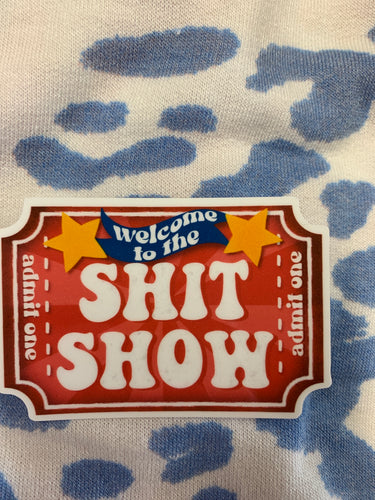 Welcome
to the
admit one
SHIT
SHOW
admit one